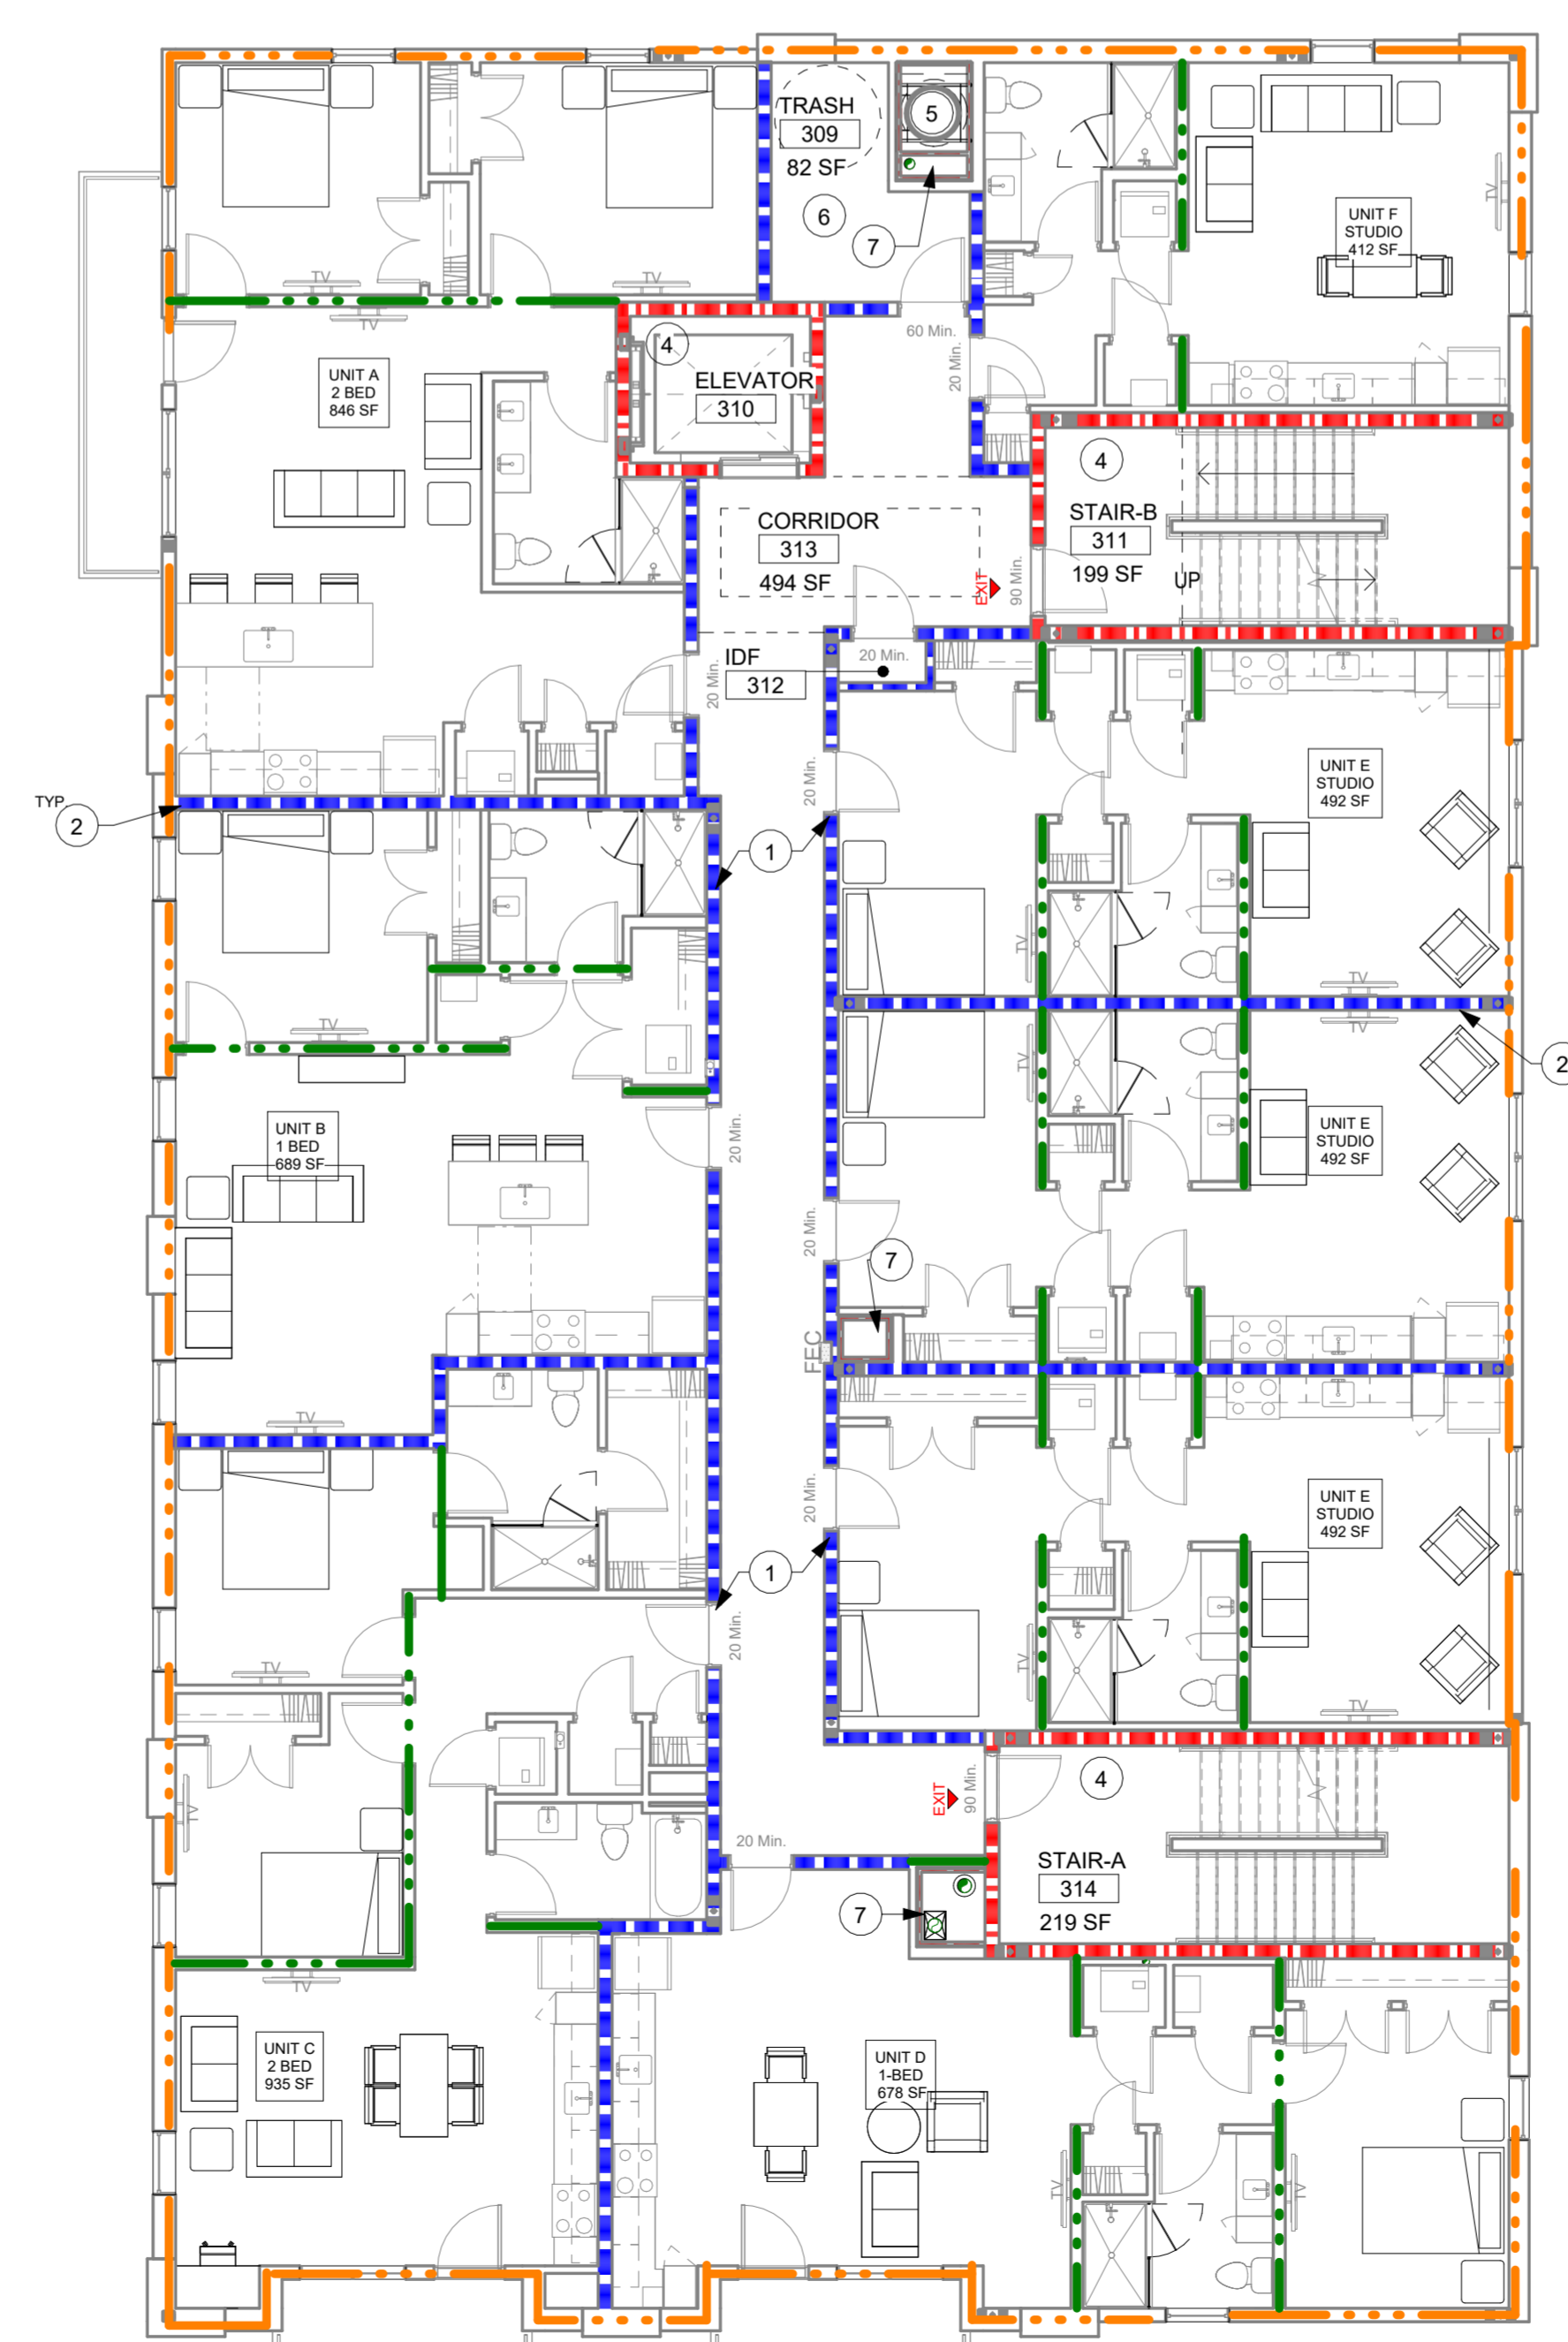 TRASH
309
82 SF
5
6
7
UNIT F
STUDIO
412 SF
TV
TV
TV
TV
60 Min.
20 Min.
4
ELEVATOR
310
UNIT A
2 BED
846 SF
4
STAIR-B
311
199 SF
UP
CORRIDOR
313
494 SF
EXIT
90 Min.
20 Min.
IDF
312
20 Min.
TYP.
2
20 Min.
1
UNIT E
STUDIO
492 SF
TV
TV
TV
TV
TV
2
UNIT B
1 BED
689 SF
20 Min.
UNIT E
STUDIO
492 SF
20 Min.
7
FEC
TV
20 Min.
UNIT E
STUDIO
492 SF
1
20 Min.
TV
TV
TV
TV
EXIT
90 Min.
4
20 Min.
STAIR-A
314
219 SF
7
TV
UNIT C
2 BED
935 SF
UNIT D
1-BED
678 SF
TV
TV